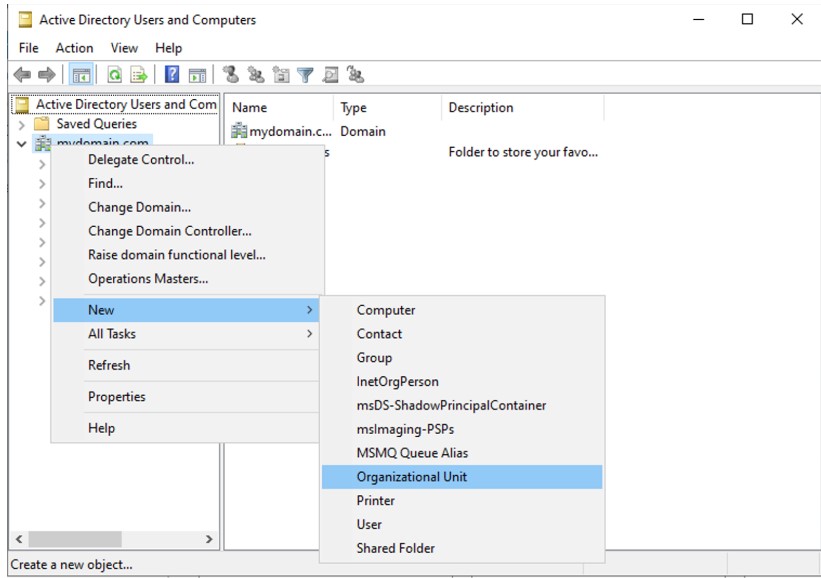 Active Directory Users and Computers
File Action View Help
Active Directory Users and Com
Name Type Description
Saved Queries
mydomain.c... Domain
mydomain.com
s Folder to store your favo...
Delegate Control...
Find...
Change Domain...
Change Domain Controller...
Raise domain functional level...
Operations Masters...
New
All Tasks
Refresh
Properties
Help
Computer
Contact
Group
InetOrgPerson
msDS-ShadowPrincipalContainer
msImaging-PSPs
MSMQ Queue Alias
Organizational Unit
Printer
User
Shared Folder
Create a new object...